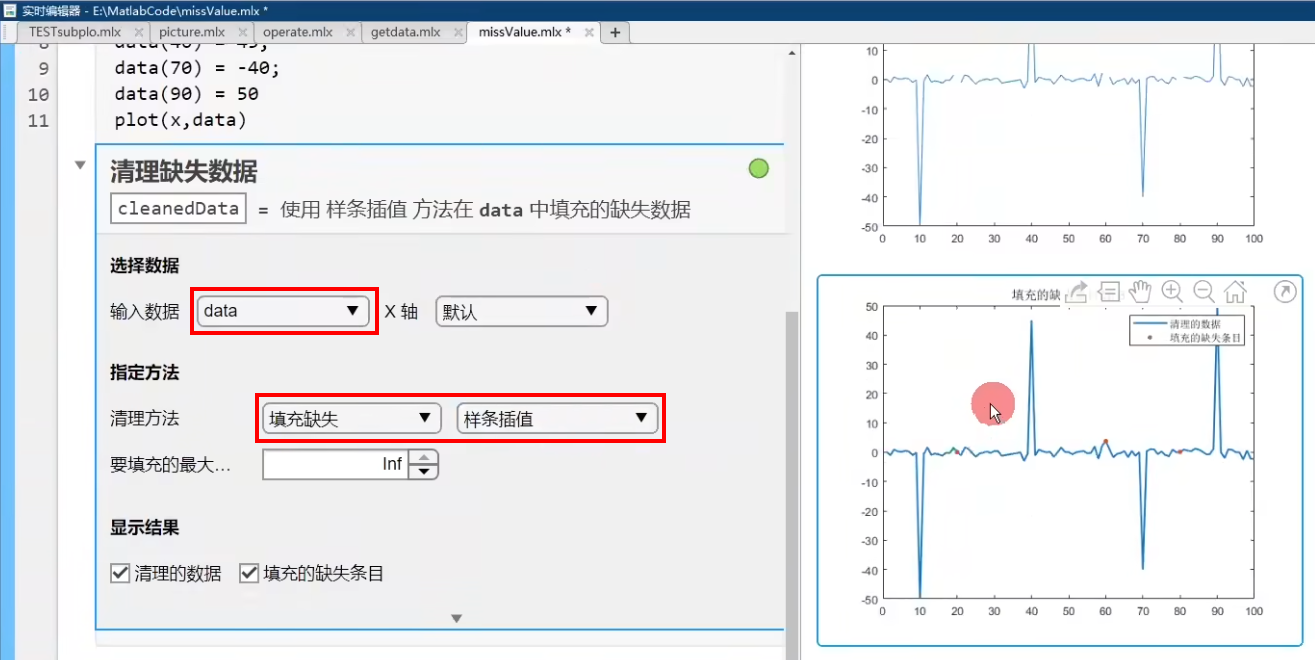 实时编辑器 - E:\MatlabCode\missValue.mlx *
TESTsubplo.mlx × picture.mlx × operate.mlx × getdata.mlx × missValue.mlx * × +
8 data(40) = 45;
9 data(70) = -40;
10 data(90) = 50
11 plot(x,data)
清理缺失数据
cleanedData = 使用 样条插值 方法在 data 中填充的缺失数据
选择数据
输入数据 data X 轴 默认
指定方法
清理方法 填充缺失 样条插值
要填充的最大... Inf
显示结果
清理的数据 填充的缺失条目
10
0
-10
-20
-30
-40
-50
0 10 20 30 40 50 60 70 80 90 100
填充的缺
清理的数据
填充的缺失条目
50
40
30
20
10
0
-10
-20
-30
-40
-50
0 10 20 30 40 50 60 70 80 90 100